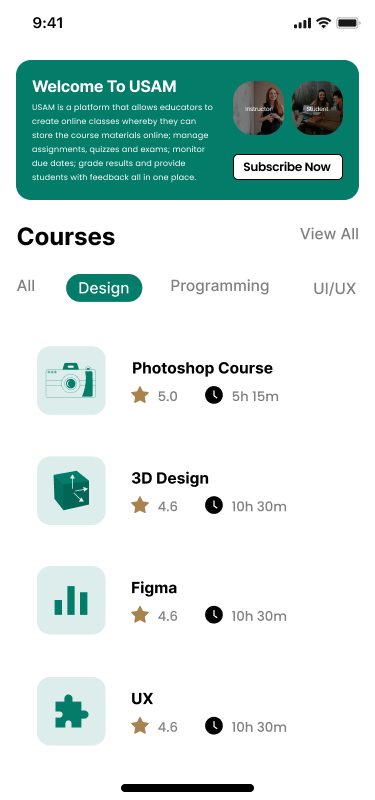 9:41
Welcome To USAM
USAM is a platform that allows educators to
create online classes whereby they can
store the course materials online; manage
assignments, quizzes and exams; monitor
due dates; grade results and provide
students with feedback all in one place.
Instructor
Student
Subscribe Now
Courses
View All
All
Design
Programming
UI/UX
Photoshop Course
5.0
5h 15m
3D Design
4.6
10h 30m
Figma
4.6
10h 30m
UX
4.6
10h 30m